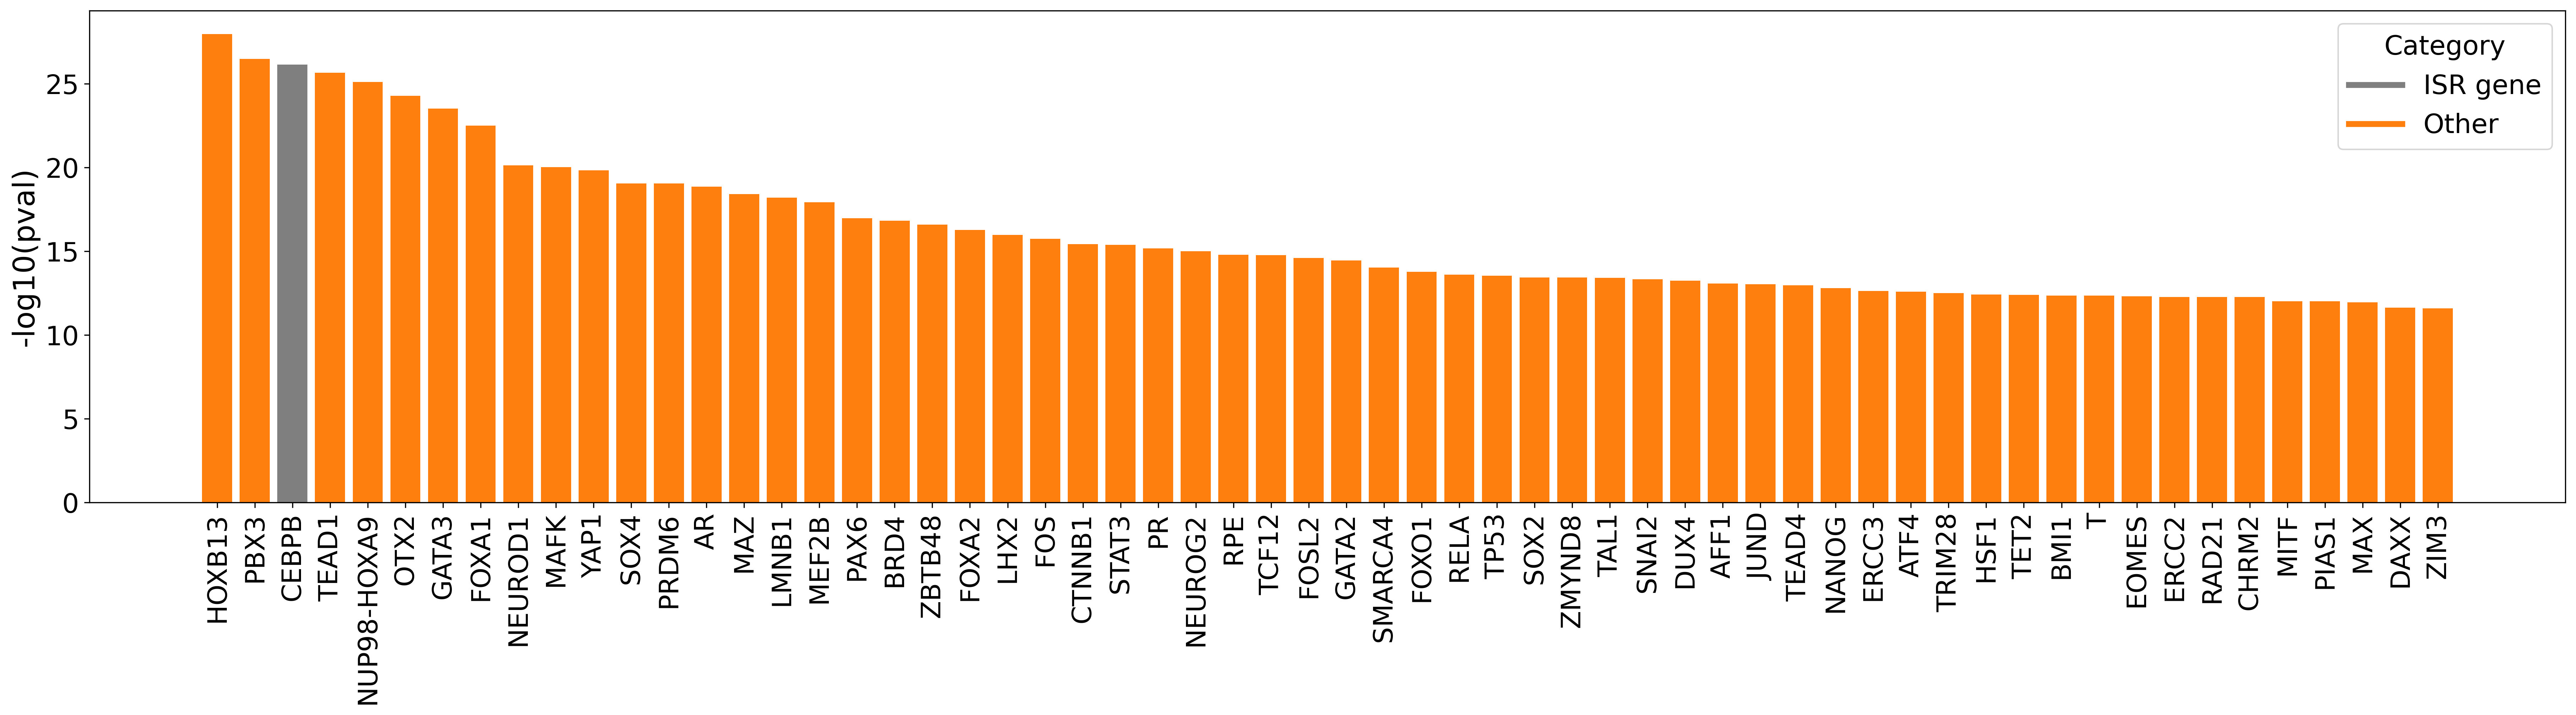 Category
ISR gene
Other
-log10(pval)
25
20
15
10
5
0
HOXB13
PBX3
CEBPB
TEAD1
NUP98-HOXA9
OTX2
GATA3
FOXA1
NEUROD1
MAFK
YAP1
SOX4
PRDM6
AR
MAZ
LMNB1
MEF2B
PAX6
BRD4
ZBTB48
FOXA2
LHX2
FOS
CTNNB1
STAT3
PR
NEUROG2
RPE
TCF12
FOSL2
GATA2
SMARCA4
FOXO1
RELA
TP53
SOX2
ZMYND8
TAL1
SNAI2
DUX4
AFF1
JUND
TEAD4
NANOG
ERCC3
ATF4
TRIM28
HSF1
TET2
BMI1
T
EOMES
ERCC2
RAD21
CHRM2
MITF
PIAS1
MAX
DAXX
ZIM3